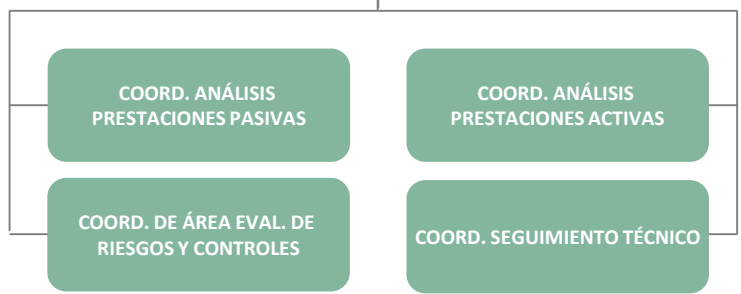 COORD. ANÁLISIS
PRESTACIONES PASIVAS
COORD. ANÁLISIS
PRESTACIONES ACTIVAS
COORD. DE ÁREA EVAL. DE
RIESGOS Y CONTROLES
COORD. SEGUIMIENTO TÉCNICO